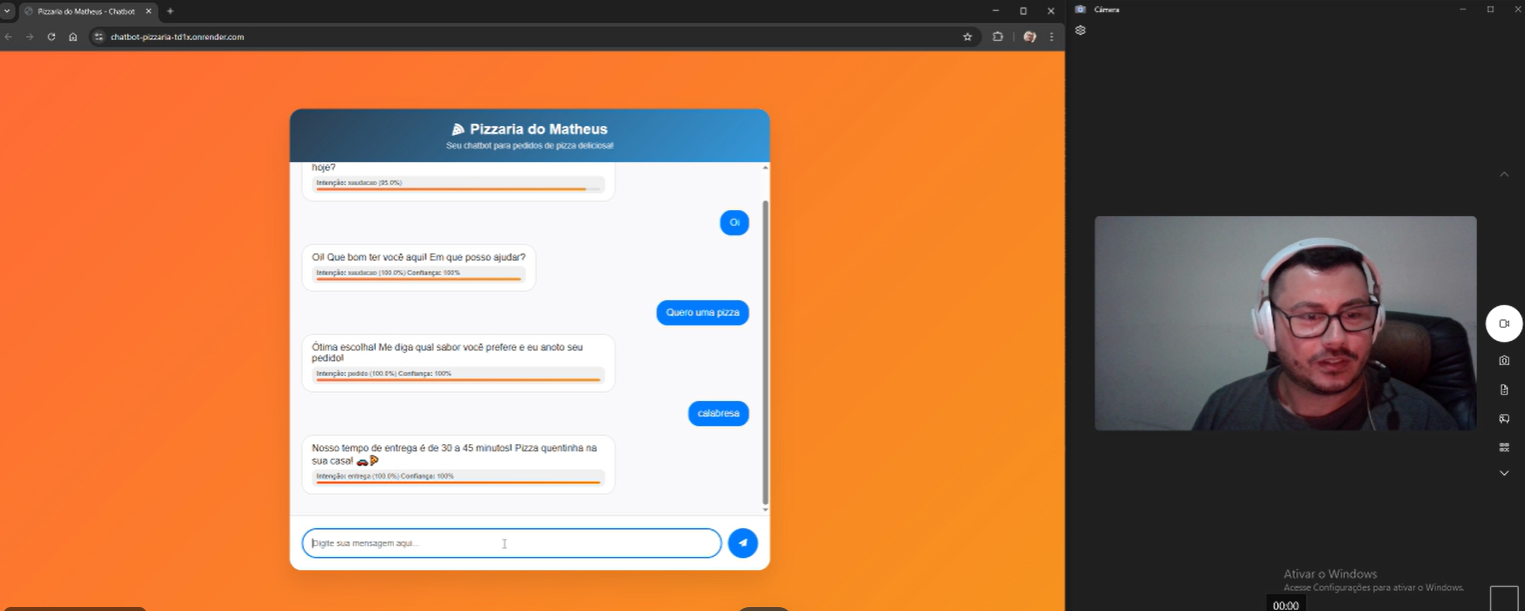 Pizzaria do Matheus - Chatbot
Câmera
chatbot-pizzaria-td1x.onrender.com
Pizzaria do Matheus
Seu chatbot para pedidos de pizza deliciosa!
hoje?
Intenção: saudacao (95.0%)
Oi
Oi! Que bom ter você aqui! Em que posso ajudar?
Intenção: saudacao (100.0%) Confiança: 100%
Quero uma pizza
Ótima escolha! Me diga qual sabor você prefere e eu anoto seu
pedido!
Intenção: pedido (100.0%) Confiança: 100%
calabresa
Nosso tempo de entrega é de 30 a 45 minutos! Pizza quentinha na
sua casa!
Intenção: entrega (100.0%) Confiança: 100%
Digite sua mensagem aqui...
Ativar o Windows
Acesse Configurações para ativar o Windows.
00:00